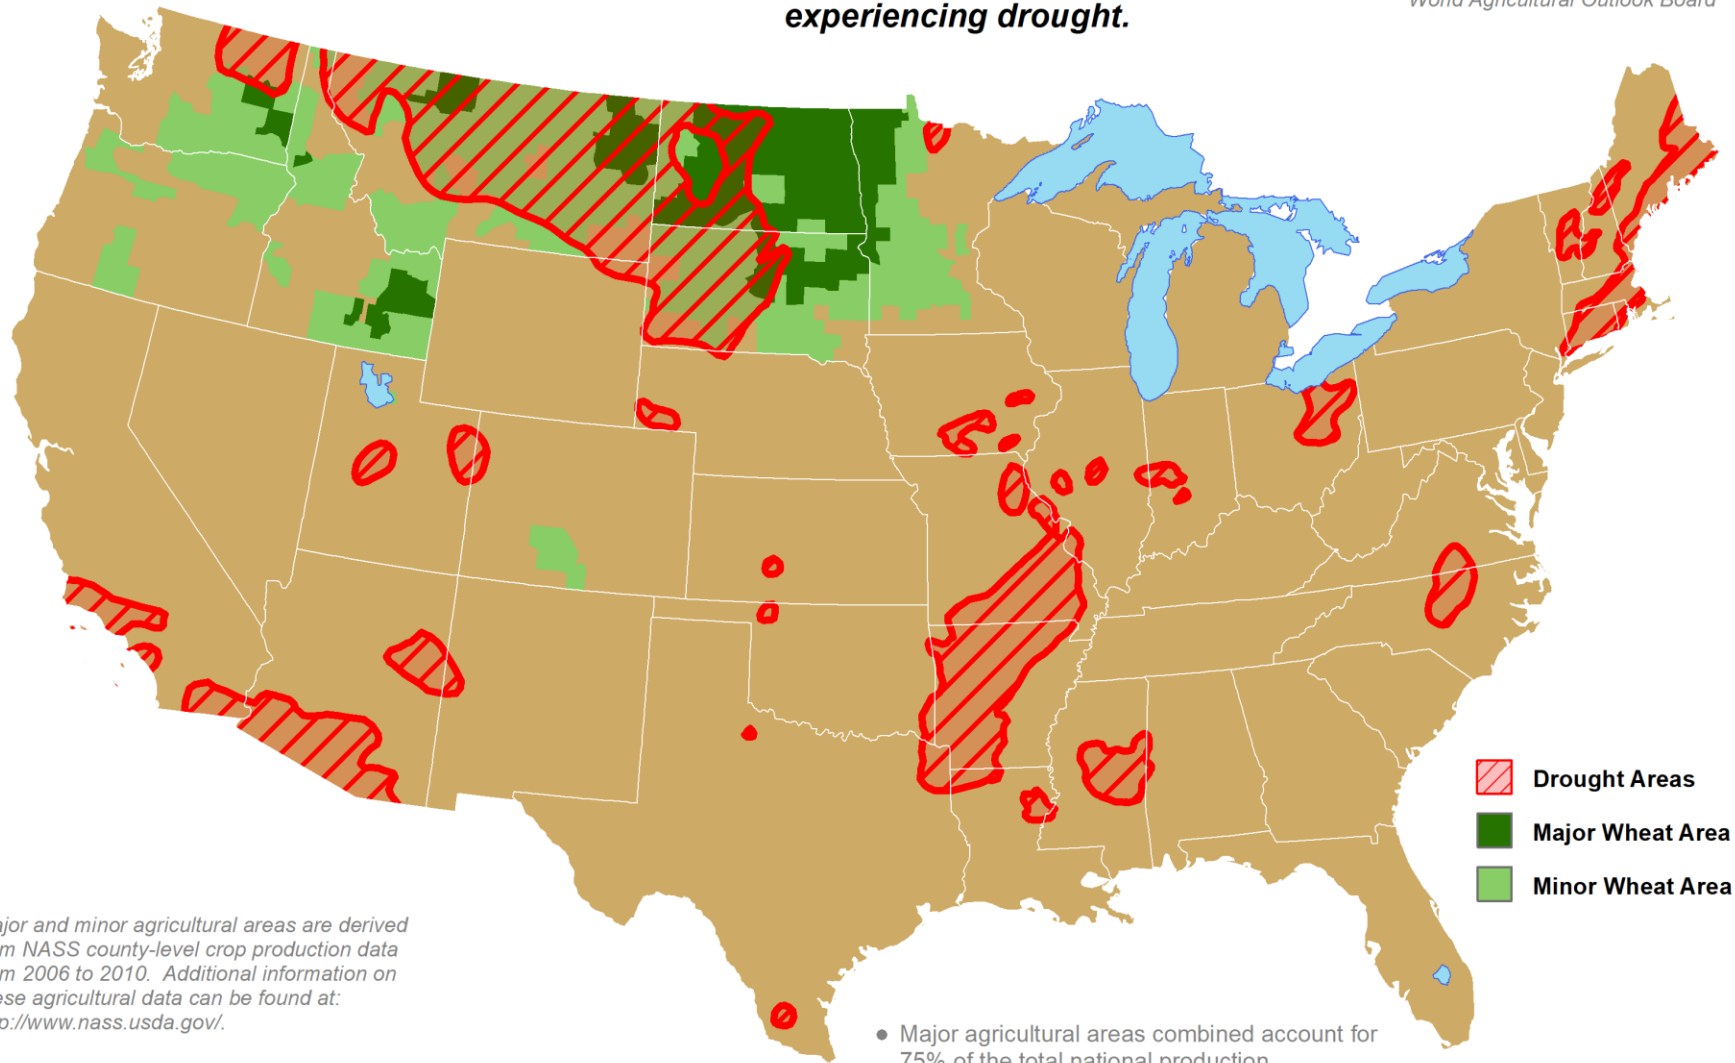 experiencing drought.
World Agricultural Outlook Board
Drought Areas
Major Wheat Area
Minor Wheat Area
ajor and minor agricultural areas are derived
m NASS county-level crop production data
m 2006 to 2010. Additional information on
ese agricultural data can be found at:
p://www.nass.usda.gov/.
● Major agricultural areas combined account for
75% of the total national production